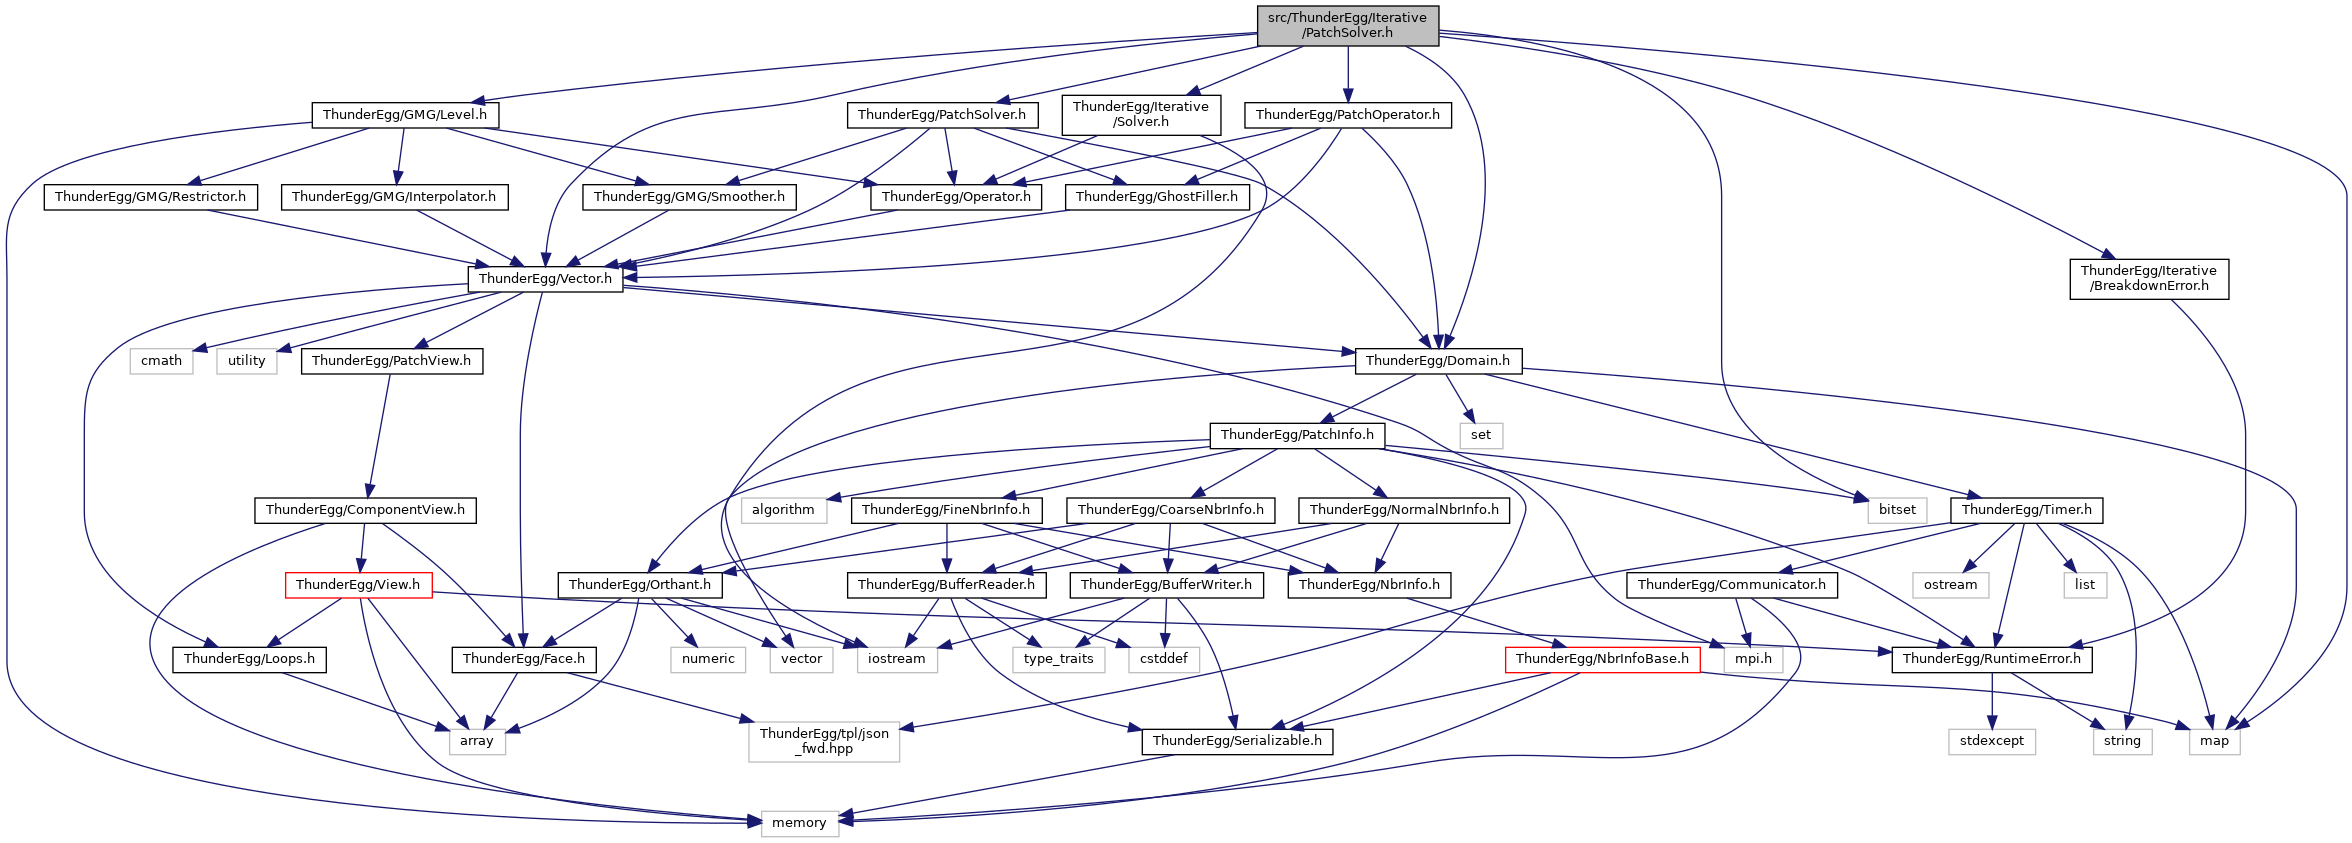 src/ThunderEgg/Iterative
/PatchSolver.h
ThunderEgg/GMG/Level.h
ThunderEgg/PatchSolver.h
ThunderEgg/Iterative
/Solver.h
ThunderEgg/PatchOperator.h
ThunderEgg/GMG/Restrictor.h
ThunderEgg/GMG/Interpolator.h
ThunderEgg/GMG/Smoother.h
ThunderEgg/Operator.h
ThunderEgg/GhostFiller.h
ThunderEgg/Vector.h
ThunderEgg/Iterative
/BreakdownError.h
cmath
utility
ThunderEgg/PatchView.h
ThunderEgg/Domain.h
ThunderEgg/PatchInfo.h
set
ThunderEgg/ComponentView.h
algorithm
ThunderEgg/FineNbrInfo.h
ThunderEgg/CoarseNbrInfo.h
ThunderEgg/NormalNbrInfo.h
bitset
ThunderEgg/Timer.h
ThunderEgg/View.h
ThunderEgg/Orthant.h
ThunderEgg/BufferReader.h
ThunderEgg/BufferWriter.h
ThunderEgg/NbrInfo.h
ThunderEgg/Communicator.h
ostream
list
ThunderEgg/Loops.h
ThunderEgg/Face.h
numeric
vector
iostream
type_traits
cstddef
ThunderEgg/NbrInfoBase.h
mpi.h
ThunderEgg/RuntimeError.h
array
ThunderEgg/tpl/json
_fwd.hpp
ThunderEgg/Serializable.h
stdexcept
string
map
memory